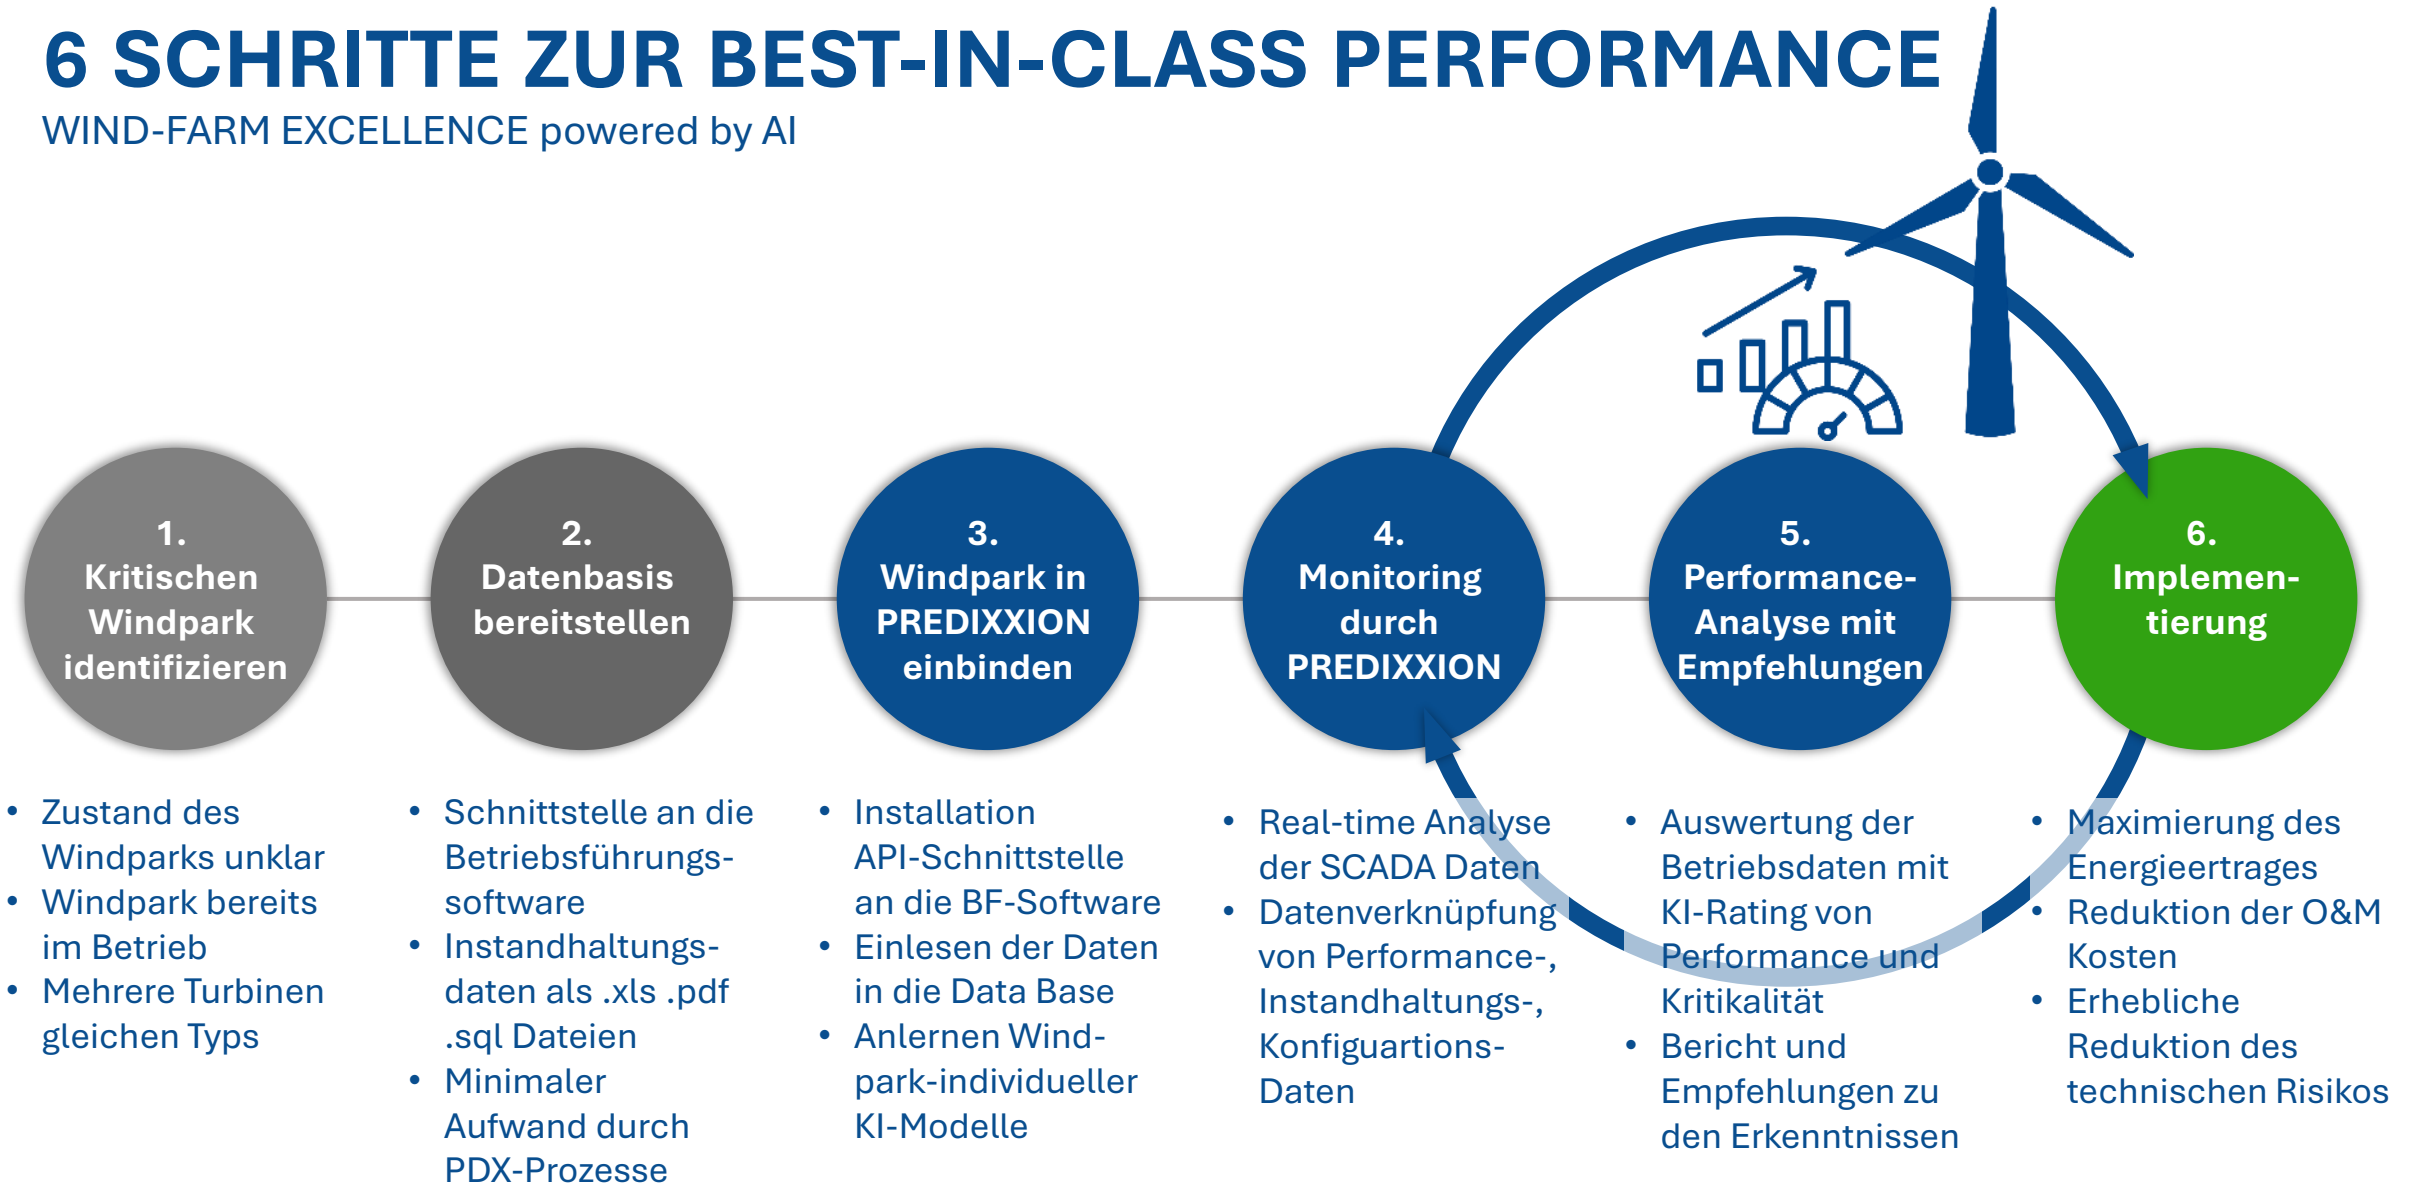 6 SCHRITTE ZUR BEST-IN-CLASS PERFORMANCE
WIND-FARM EXCELLENCE powered by AI
1.
Kritischen
Windpark
identifizieren
2.
Datenbasis
bereitstellen
3.
Windpark in
PREDIXXION
einbinden
4.
Monitoring
durch
PREDIXXION
5.
Performance-
Analyse mit
Empfehlungen
6.
Implemen-
tierung
• Zustand des
Windparks unklar
• Windpark bereits
im Betrieb
• Mehrere Turbinen
gleichen Typs
• Schnittstelle an die
Betriebsführungs-
software
• Instandhaltungs-
daten als .xls .pdf
.sql Dateien
• Minimaler
Aufwand durch
PDX-Prozesse
• Installation
API-Schnittstelle
an die BF-Software
• Einlesen der Daten
in die Data Base
• Anlernen Wind-
park-individueller
KI-Modelle
• Real-time Analyse
der SCADA Daten
• Datenverknüpfung
von Performance-,
Instandhaltungs-,
Konfiguartions-
Daten
• Auswertung der
Betriebsdaten mit
KI-Rating von
Performance und
Kritikalität
• Bericht und
Empfehlungen zu
den Erkenntnissen
• Maximierung des
Energieertrages
• Reduktion der O&M
Kosten
• Erhebliche
Reduktion des
technischen Risikos